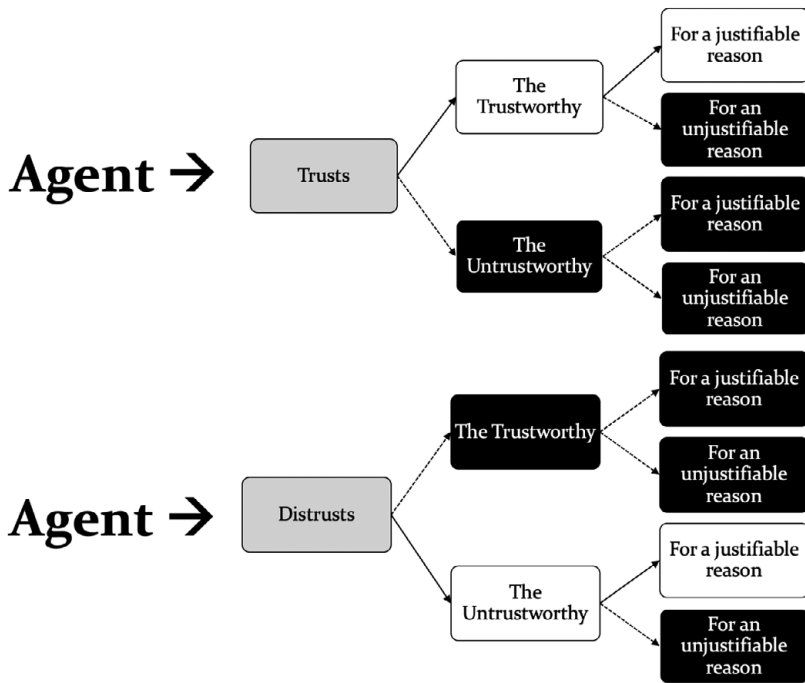 Agent →
Trusts
The
Trustworthy
For a justifiable
reason
For an
unjustifiable
reason
The
Untrustworthy
For a justifiable
reason
For an
unjustifiable
reason
Agent →
Distrusts
The Trustworthy
For a justifiable
reason
For an
unjustifiable
reason
The
Untrustworthy
For a justifiable
reason
For an
unjustifiable
reason